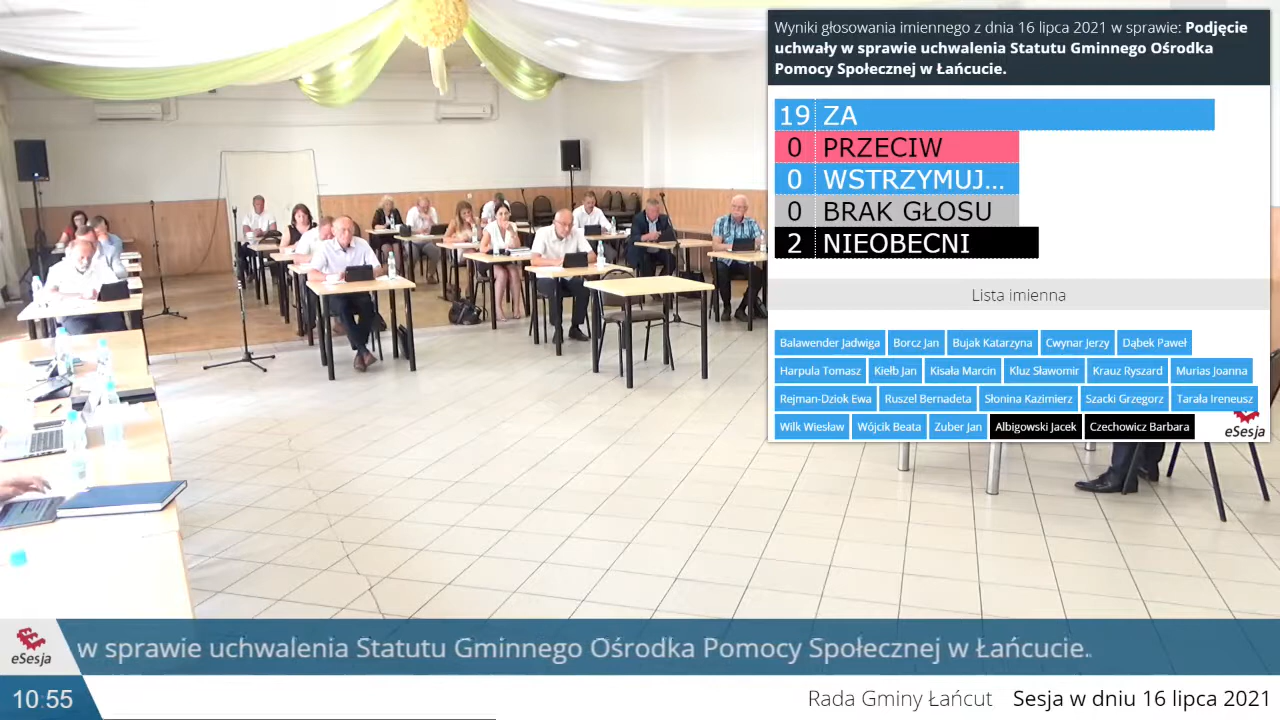 Wyniki głosowania imiennego z dnia 16 lipca 2021 w sprawie: Podjęcie
uchwały w sprawie uchwalenia Statutu Gminnego Ośrodka
Pomocy Społecznej w Łańcucie.
19 ZA
0 PRZECIW
0 WSTRZYMUJ...
0 BRAK GŁOSU
2 NIEOBECNI
Lista imienna
Balawender Jadwiga Borcz Jan Bujak Katarzyna Cwynar Jerzy Dąbek Paweł
Harpula Tomasz Kiełb Jan Kisała Marcin Kluz Sławomir Krauz Ryszard Murias Joanna
Rejman-Dziok Ewa Ruszel Bernadeta Słonina Kazimierz Szacki Grzegorz Tarała Ireneusz
Wilk Wiesław Wójcik Beata Zuber Jan Albigowski Jacek Czechowicz Barbara
eSesja
w sprawie uchwalenia Statutu Gminnego Ośrodka Pomocy Społecznej w Łańcucie.
eSesja
10:55
Rada Gminy Łańcut Sesja w dniu 16 lipca 2021